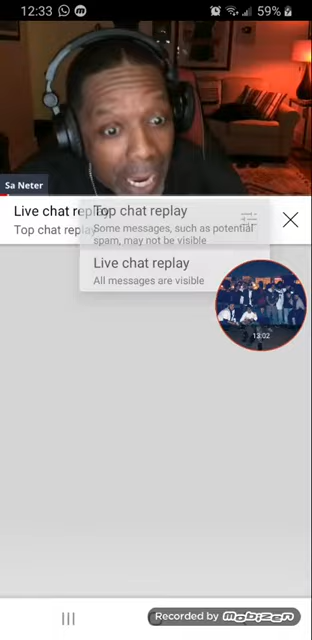 12:33
59%
Sa Neter
Live chat replay
Top chat replay
Top chat replay
Some messages, such as potential
spam, may not be visible
Live chat replay
All messages are visible
13:02
Recorded by Mobizen